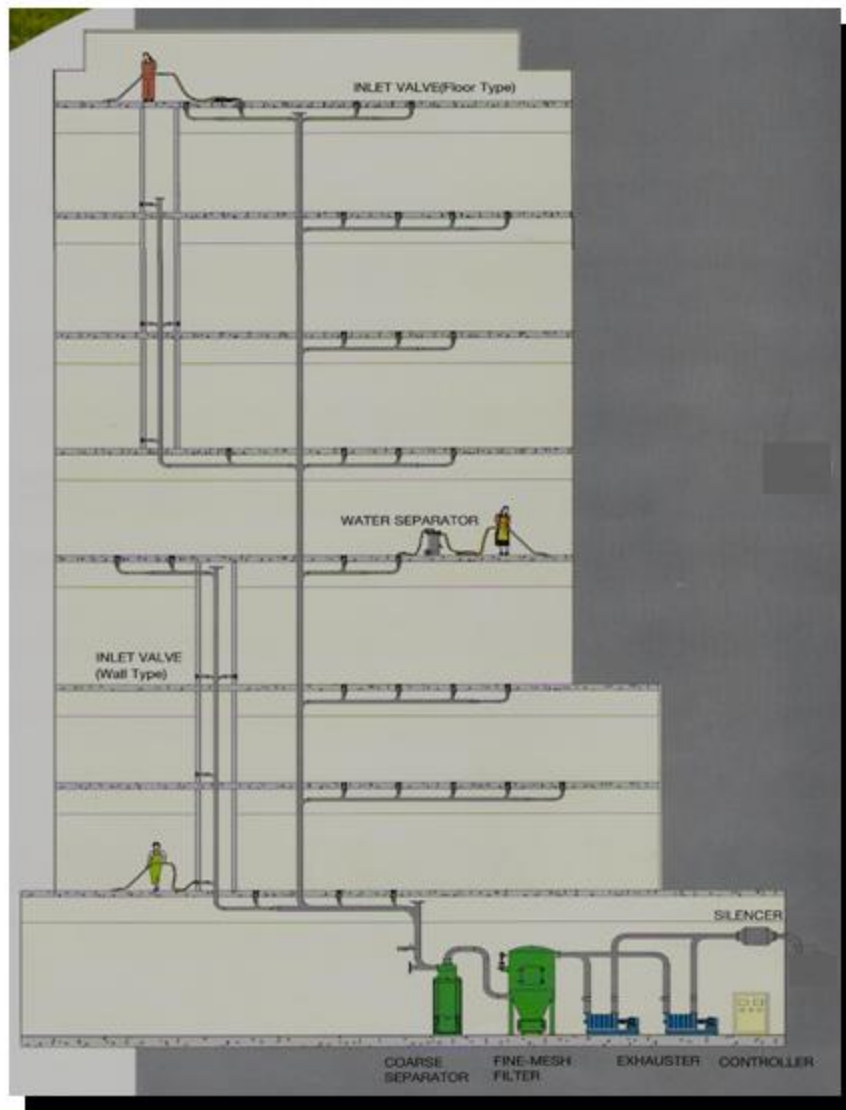 INLET VALVE(Floor Type)
WATER SEPARATOR
INLET VALVE
(Wall Type)
SILENCER
COARSE
SEPARATOR
FINE-MESH
FILTER
EXHAUSTER
CONTROLLER